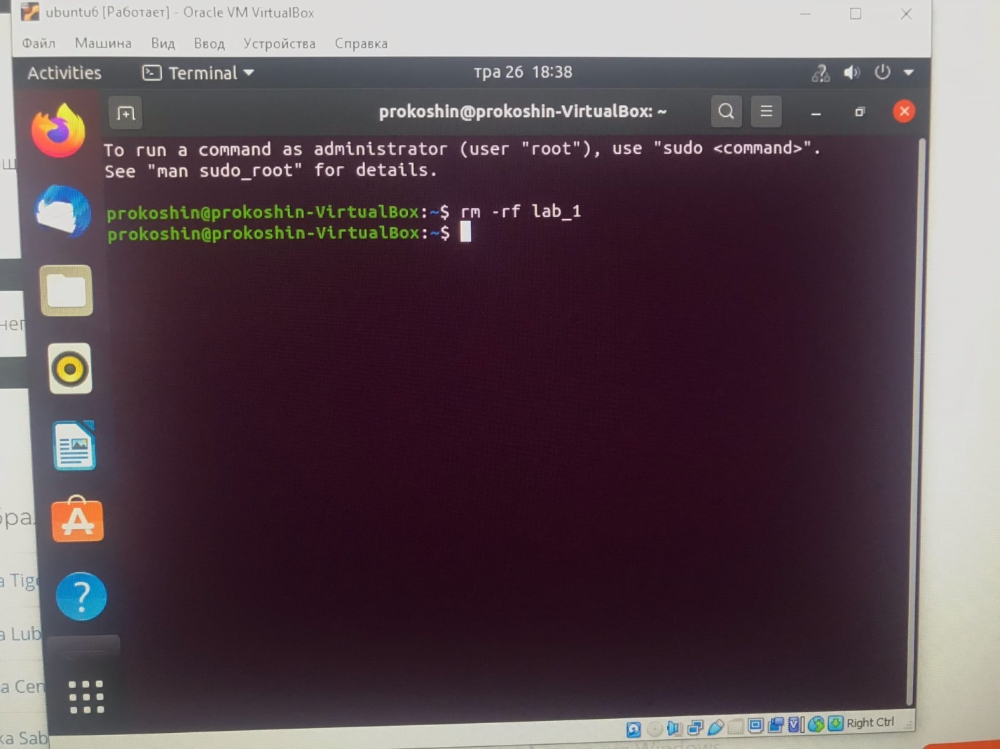 ubuntu6 [Работает] - Oracle VM VirtualBox
Файл Машина Вид Ввод Устройства Справка
Activities Terminal тра 26 18:38
prokoshin@prokoshin-VirtualBox: ~
To run a command as administrator (user "root"), use "sudo <command>".
See "man sudo_root" for details.
prokoshin@prokoshin-VirtualBox:~$ rm -rf lab_1
prokoshin@prokoshin-VirtualBox:~$
Right Ctrl